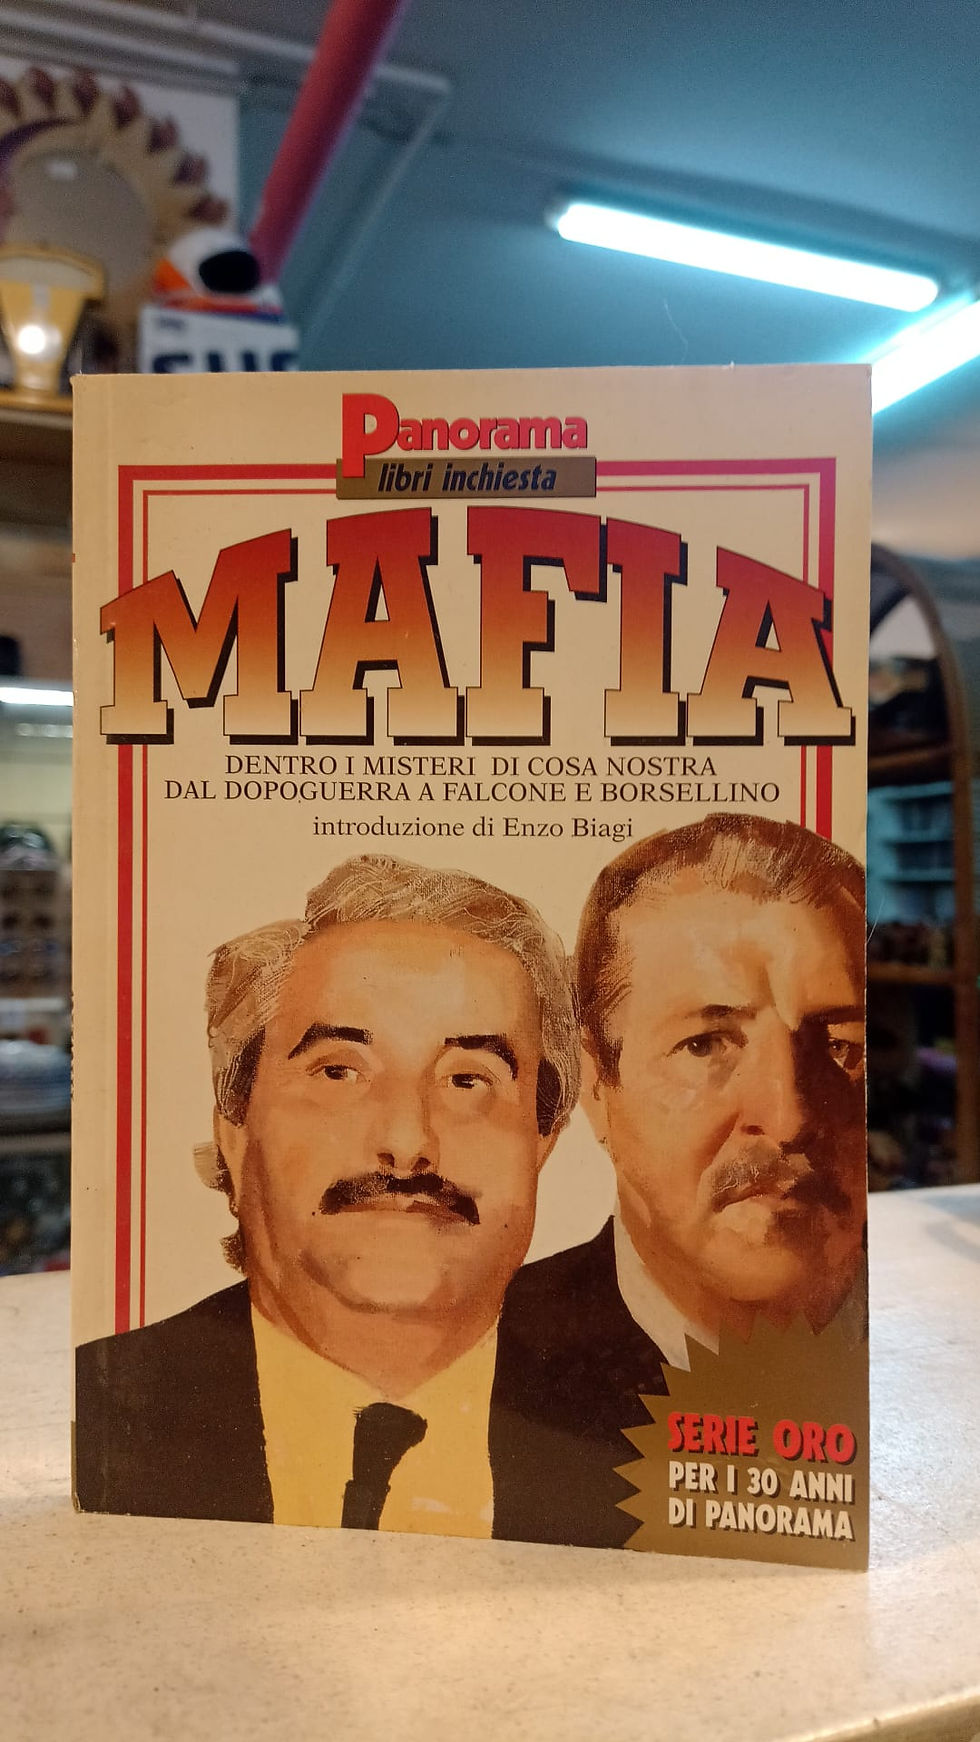 Panorama
libri inchiesta
MAFIA
DENTRO I MISTERI DI COSA NOSTRA
DAL DOPOGUERRA A FALCONE E BORSELLINO
introduzione di Enzo Biagi
SERIE ORO
PER I 30 ANNI
DI PANORAMA